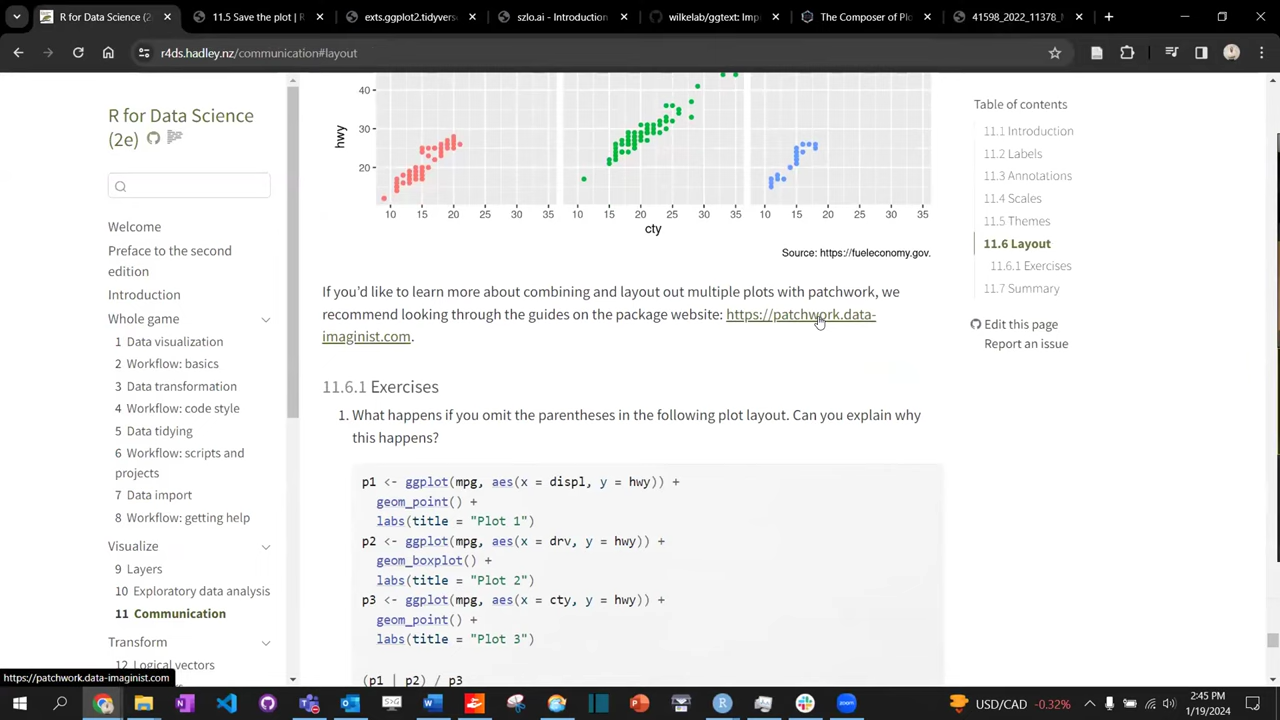 R for Data Science (2e)
11.5 Save the plot | R
exts.ggplot2.tidyvers
szlo.ai - Introduction
wilkelab/ggtext: Imp
The Composer of Plo
41598_2022_11378_
r4ds.hadley.nz/communication#layout
R for Data Science
(2e)
Welcome
Preface to the second
edition
Introduction
Whole game
1 Data visualization
2 Workflow: basics
3 Data transformation
4 Workflow: code style
5 Data tidying
6 Workflow: scripts and
projects
7 Data import
8 Workflow: getting help
Visualize
9 Layers
10 Exploratory data analysis
11 Communication
Transform
12 Logical vectors
https://patchwork.data-imaginist.com
hwy
40
30
20
10 15 20 25 30 35 10 15 20 25 30 35 10 15 20 25 30 35
cty
Source: https://fueleconomy.gov.
If you'd like to learn more about combining and layout out multiple plots with patchwork, we
recommend looking through the guides on the package website: https://patchwork.data-
imaginist.com.
11.6.1 Exercises
1. What happens if you omit the parentheses in the following plot layout. Can you explain why
this happens?
p1 <- ggplot(mpg, aes(x = displ, y = hwy)) +
geom_point() +
labs(title = "Plot 1")
p2 <- ggplot(mpg, aes(x = drv, y = hwy)) +
geom_boxplot() +
labs(title = "Plot 2")
p3 <- ggplot(mpg, aes(x = cty, y = hwy)) +
geom_point() +
labs(title = "Plot 3")
(p1 | p2) / p3
Table of contents
11.1 Introduction
11.2 Labels
11.3 Annotations
11.4 Scales
11.5 Themes
11.6 Layout
11.6.1 Exercises
11.7 Summary
Edit this page
Report an issue
USD/CAD -0.32%
2:45 PM
1/19/2024